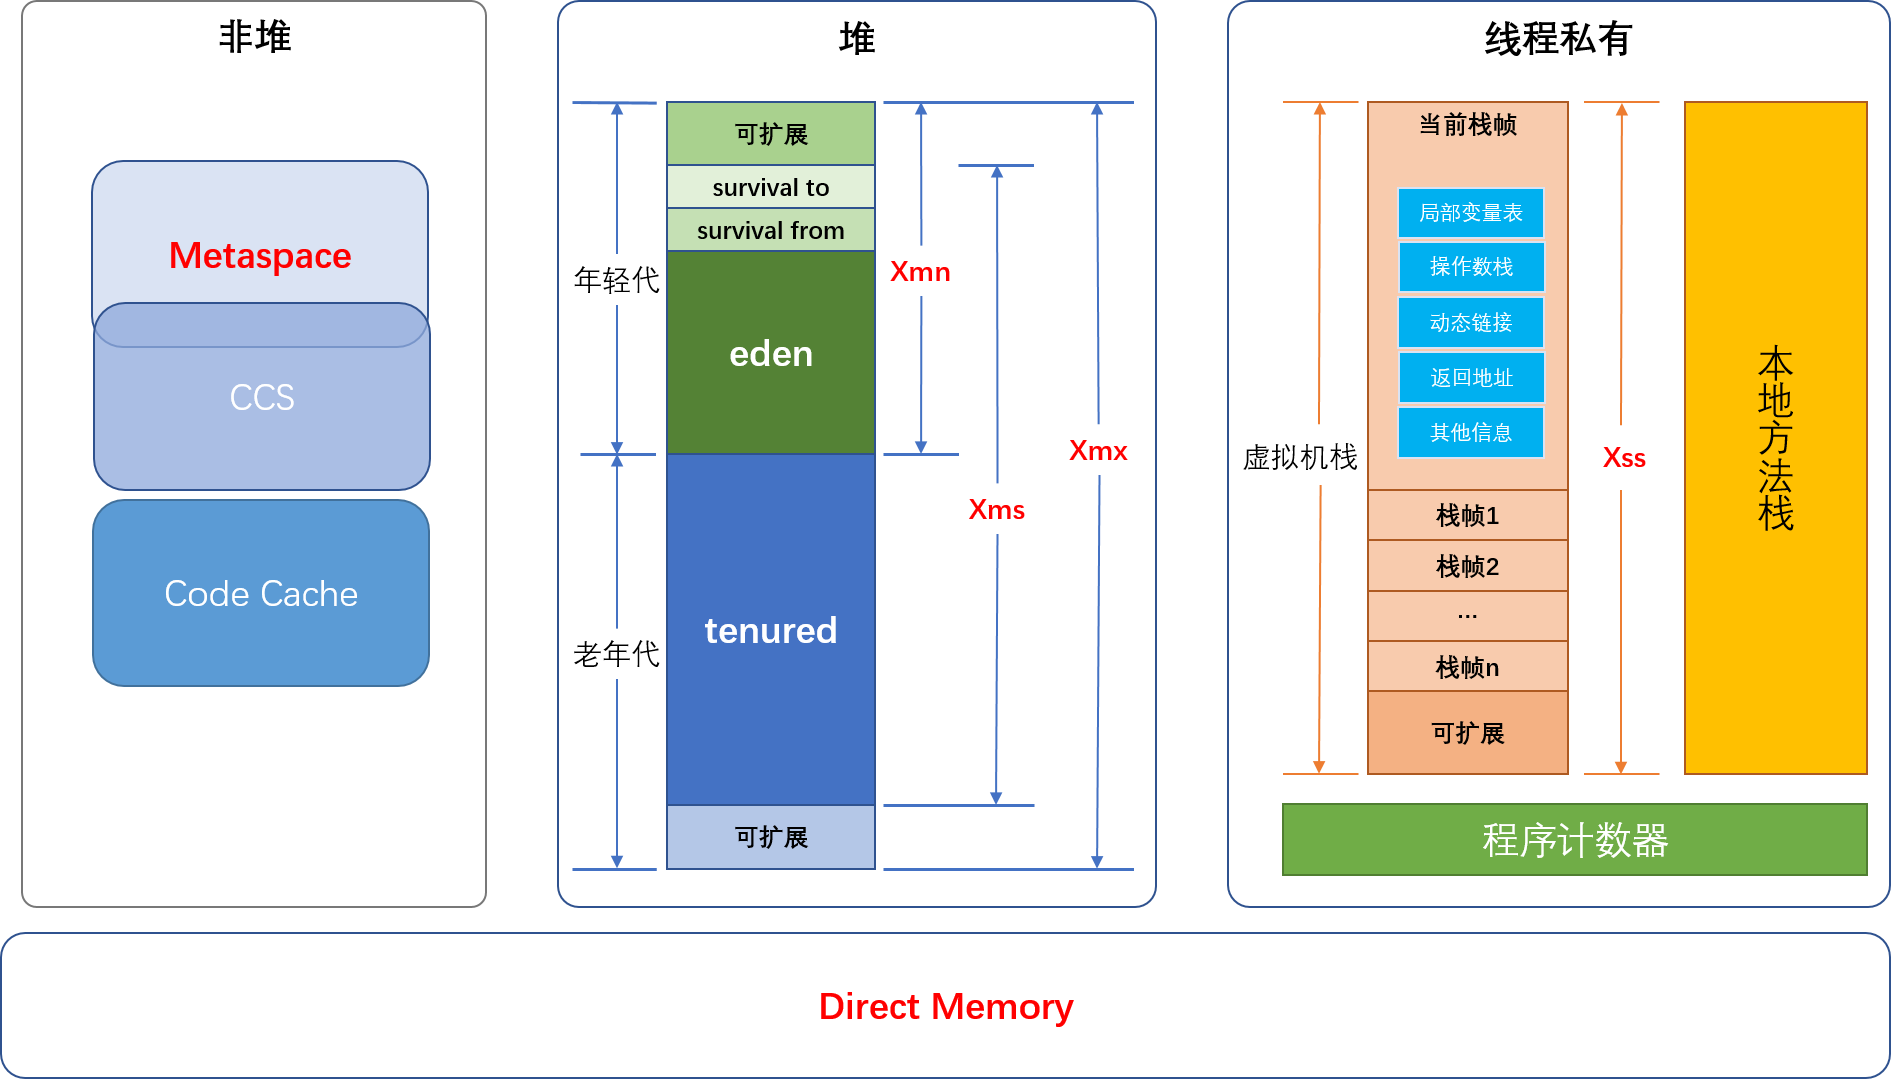 非堆
Metaspace
CCS
Code Cache
堆
可扩展
survival to
survival from
年轻代
eden
Xmn
Xms
Xmx
tenured
老年代
可扩展
线程私有
当前栈帧
局部变量表
操作数栈
动态链接
返回地址
其他信息
虚拟机栈
Xss
栈帧1
栈帧2
...
栈帧n
可扩展
本地方法栈
程序计数器
Direct Memory